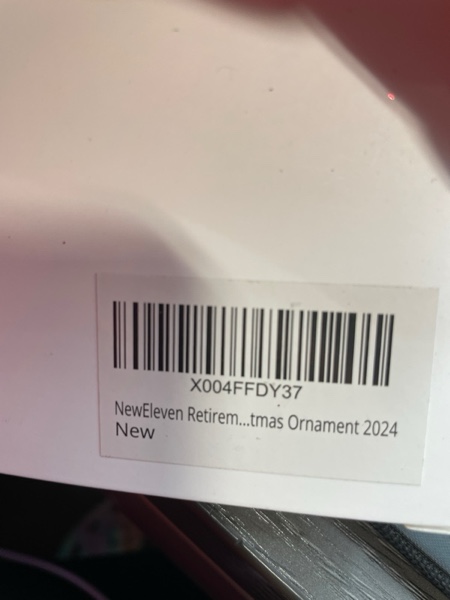 X004FFDY37
NewEleven Retirem...tmas Ornament 2024
New